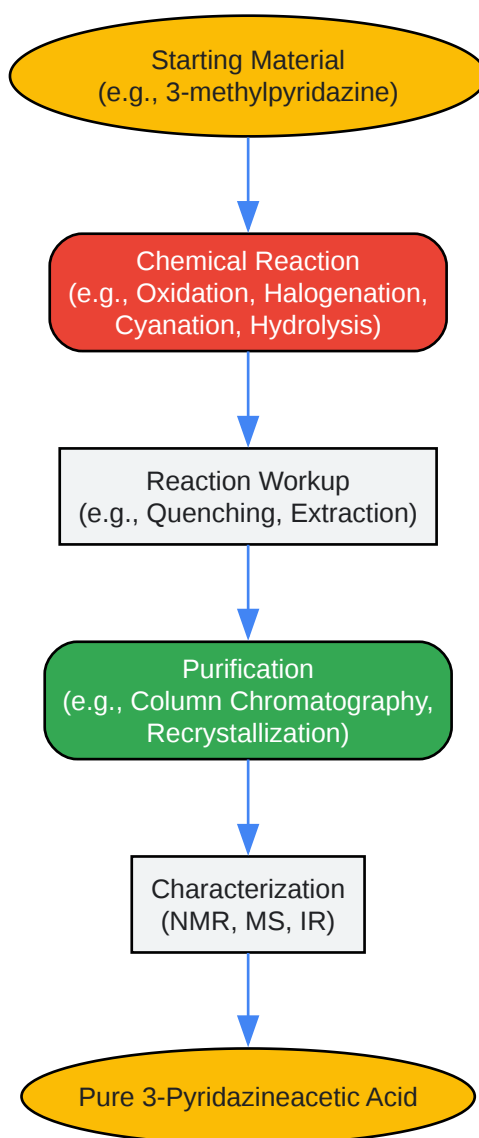 Starting Material
(e.g., 3-methylpyridazine)
Chemical Reaction
(e.g., Oxidation, Halogenation,
Cyanation, Hydrolysis)
Reaction Workup
(e.g., Quenching, Extraction)
Purification
(e.g., Column Chromatography,
Recrystallization)
Characterization
(NMR, MS, IR)
Pure 3-Pyridazineacetic Acid